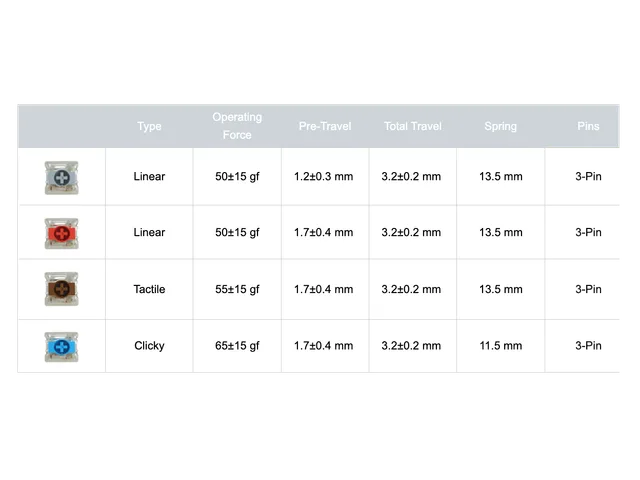 Type Operating Force Pre-Travel Total Travel Spring Pins
Linear 50±15 gf 1.2±0.3 mm 3.2±0.2 mm 13.5 mm 3-Pin
Linear 50±15 gf 1.7±0.4 mm 3.2±0.2 mm 13.5 mm 3-Pin
Tactile 55±15 gf 1.7±0.4 mm 3.2±0.2 mm 13.5 mm 3-Pin
Clicky 65±15 gf 1.7±0.4 mm 3.2±0.2 mm 11.5 mm 3-Pin